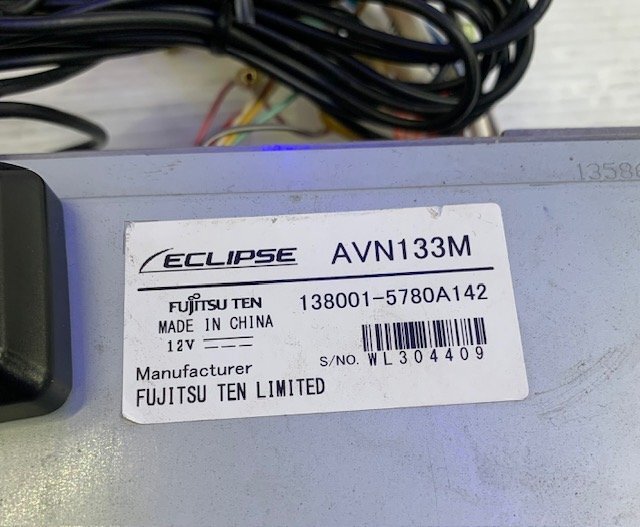 13586
ECLIPSE AVN133M
FUJITSU TEN 138001-5780A142
MADE IN CHINA
12V
S/NO. WL304409
Manufacturer
FUJITSU TEN LIMITED